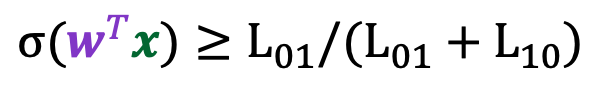 σ(wᵀx) ≥ L₀₁/(L₀₁ + L₁₀)